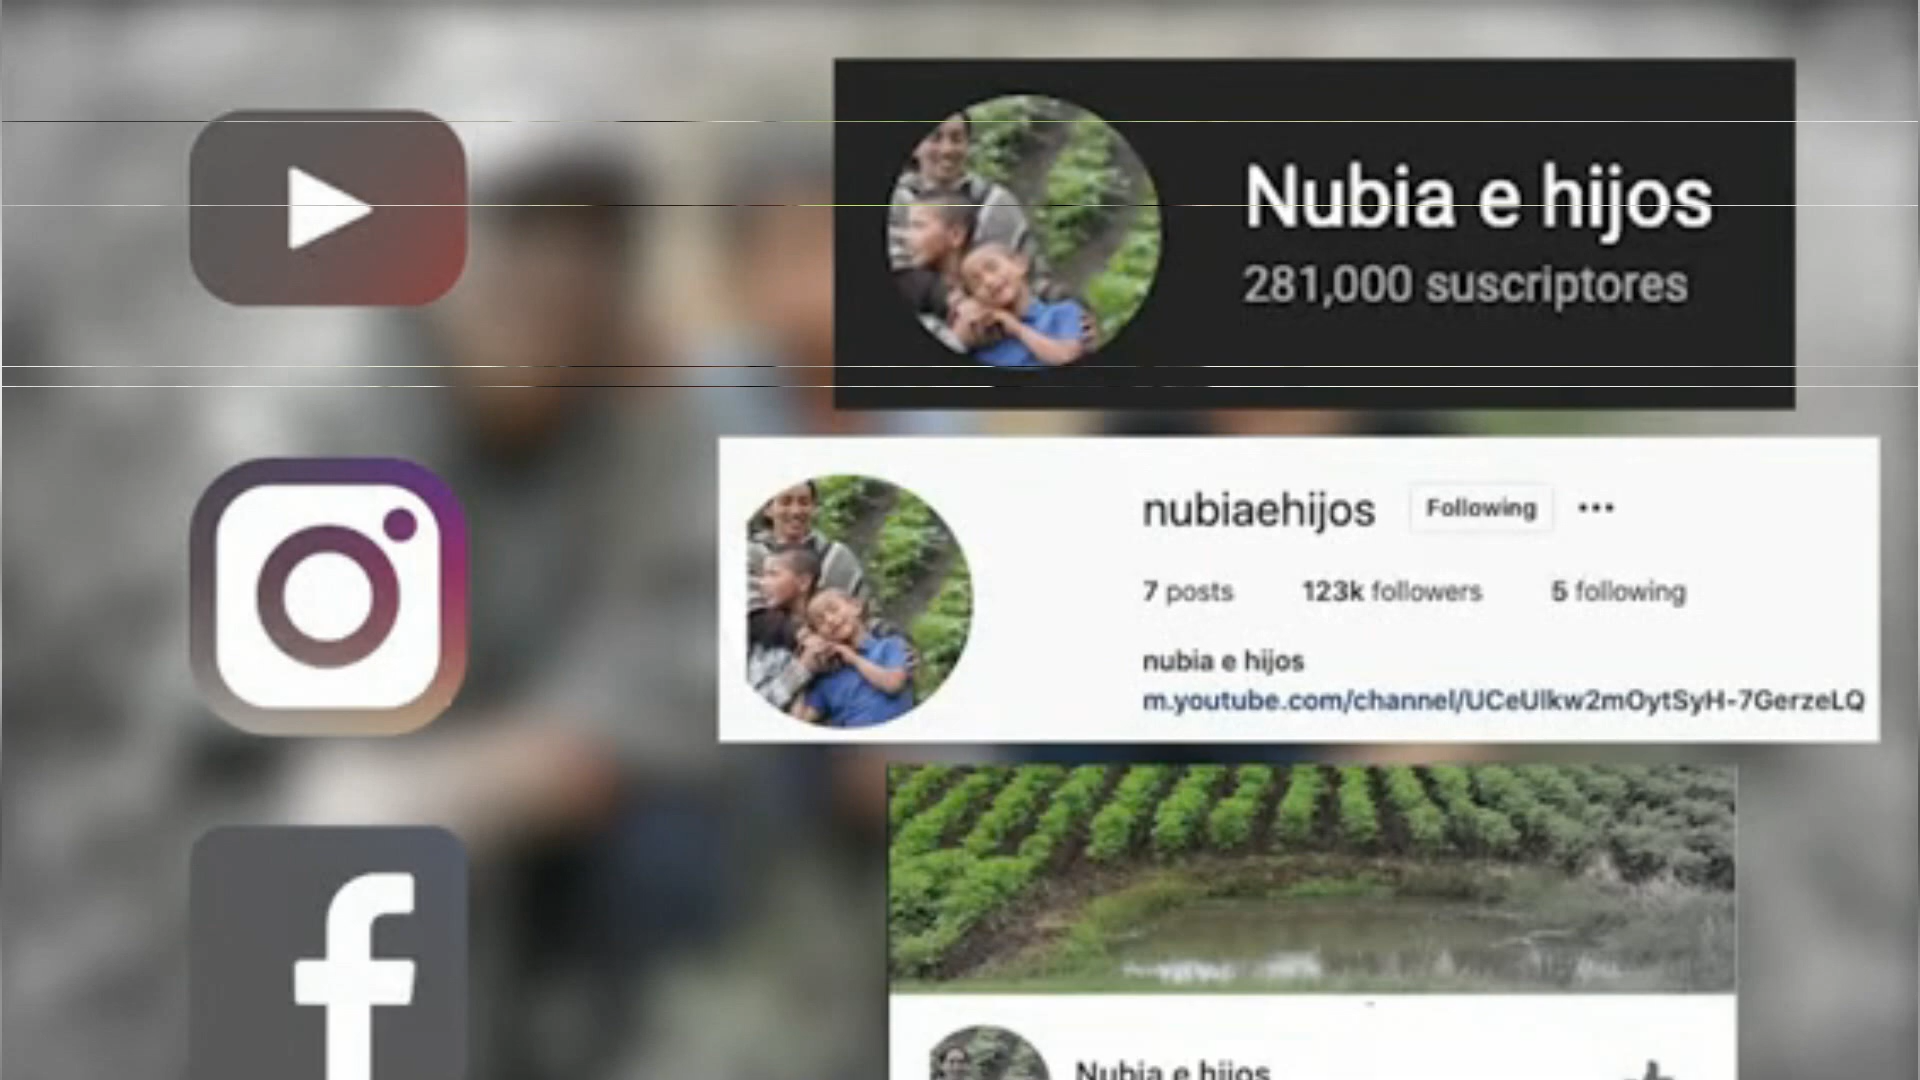 Nubia e hijos
281,000 suscriptores
nubiaehijos Following
7 posts 123k followers 5 following
nubia e hijos
m.youtube.com/channel/UCeUlkw2mOytSyH-7GerzeLQ
Nubia e hijos